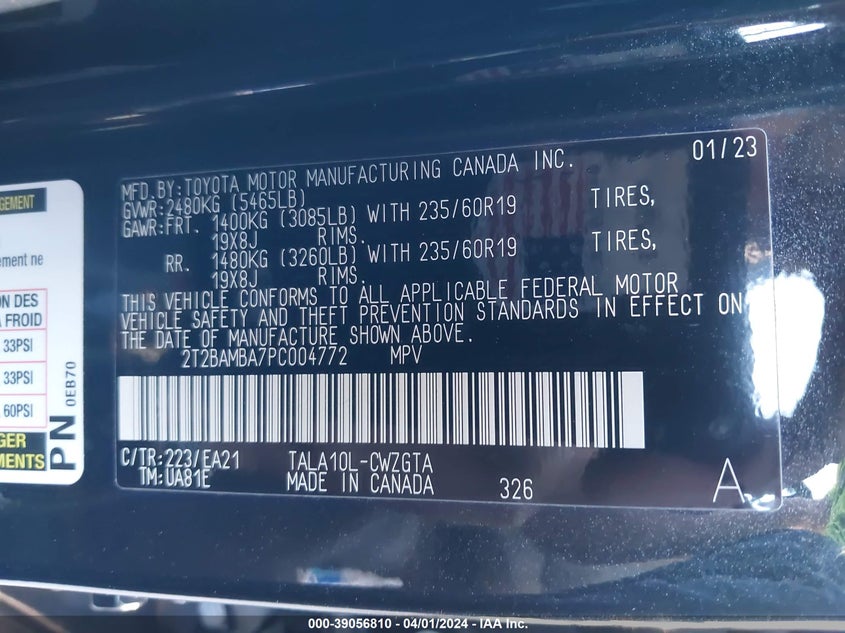 GEMENT
ement ne
ON DES
A FROID
33PSI
33PSI
60PSI
GER
MENTS
PN
0EB70
01/23
MFD. BY:TOYOTA MOTOR MANUFACTURING CANADA INC.
GVWR:2480KG (5465LB)
GAWR:FRT. 1400KG (3085LB) WITH 235/60R19 TIRES,
19X8J RIMS.
RR. 1480KG (3260LB) WITH 235/60R19 TIRES,
19X8J RIMS.
THIS VEHICLE CONFORMS TO ALL APPLICABLE FEDERAL MOTOR
VEHICLE SAFETY AND THEFT PREVENTION STANDARDS IN EFFECT ON
THE DATE OF MANUFACTURE SHOWN ABOVE.
2T2BAMBA7PC004772 MPV
C/TR:223/EA21 TALA10L-CWZGTA
TM:UA81E MADE IN CANADA 326 A
000-39056810 - 04/01/2024 - IAA Inc.